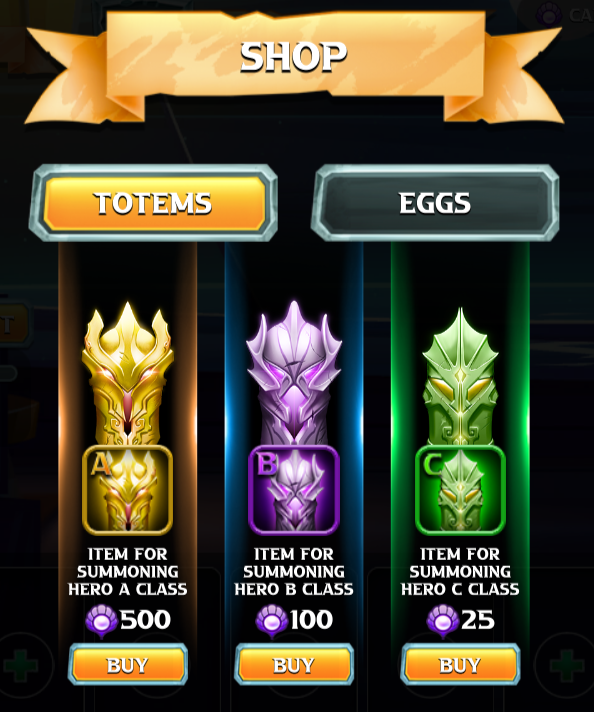 SHOP
TOTEMS
EGGS
A
ITEM FOR
SUMMONING
HERO A CLASS
500
BUY
B
ITEM FOR
SUMMONING
HERO B CLASS
100
BUY
C
ITEM FOR
SUMMONING
HERO C CLASS
25
BUY